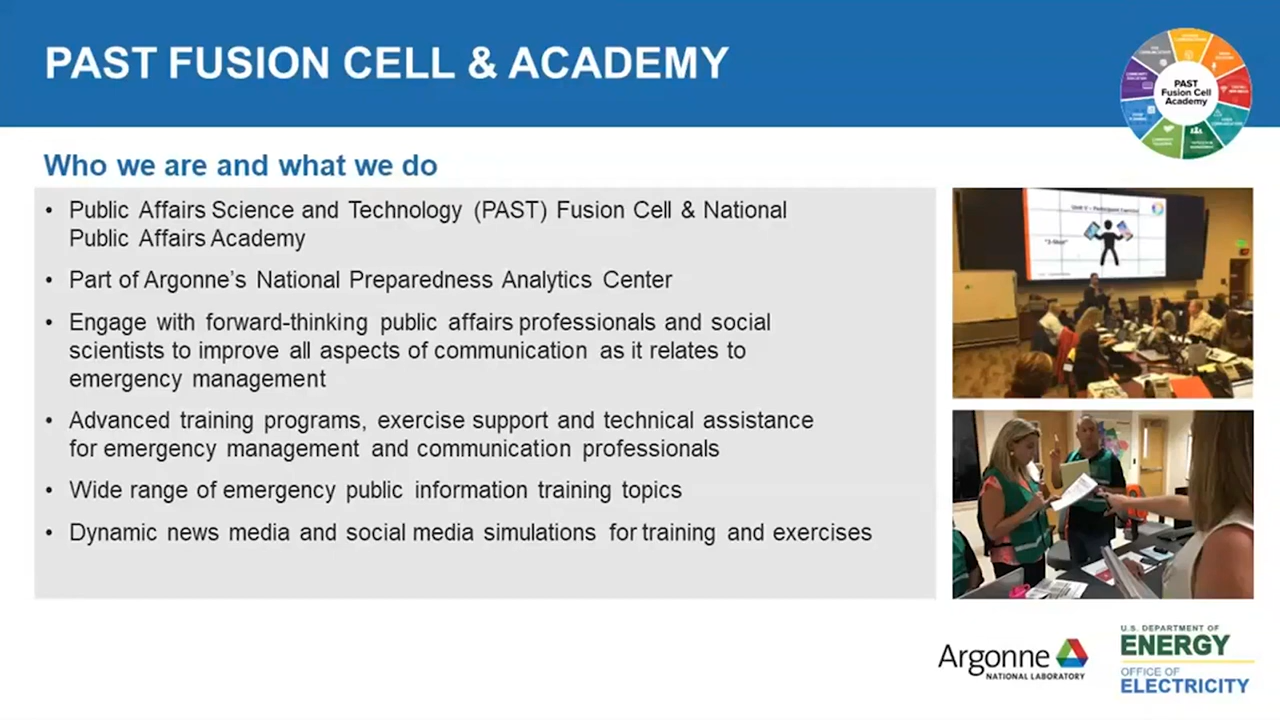 PAST FUSION CELL & ACADEMY
PAST
Fusion Cell
Academy
Who we are and what we do
• Public Affairs Science and Technology (PAST) Fusion Cell & National
Public Affairs Academy
• Part of Argonne's National Preparedness Analytics Center
• Engage with forward-thinking public affairs professionals and social
scientists to improve all aspects of communication as it relates to
emergency management
• Advanced training programs, exercise support and technical assistance
for emergency management and communication professionals
• Wide range of emergency public information training topics
• Dynamic news media and social media simulations for training and exercises
Argonne
NATIONAL LABORATORY
U.S. DEPARTMENT OF
ENERGY
OFFICE OF
ELECTRICITY